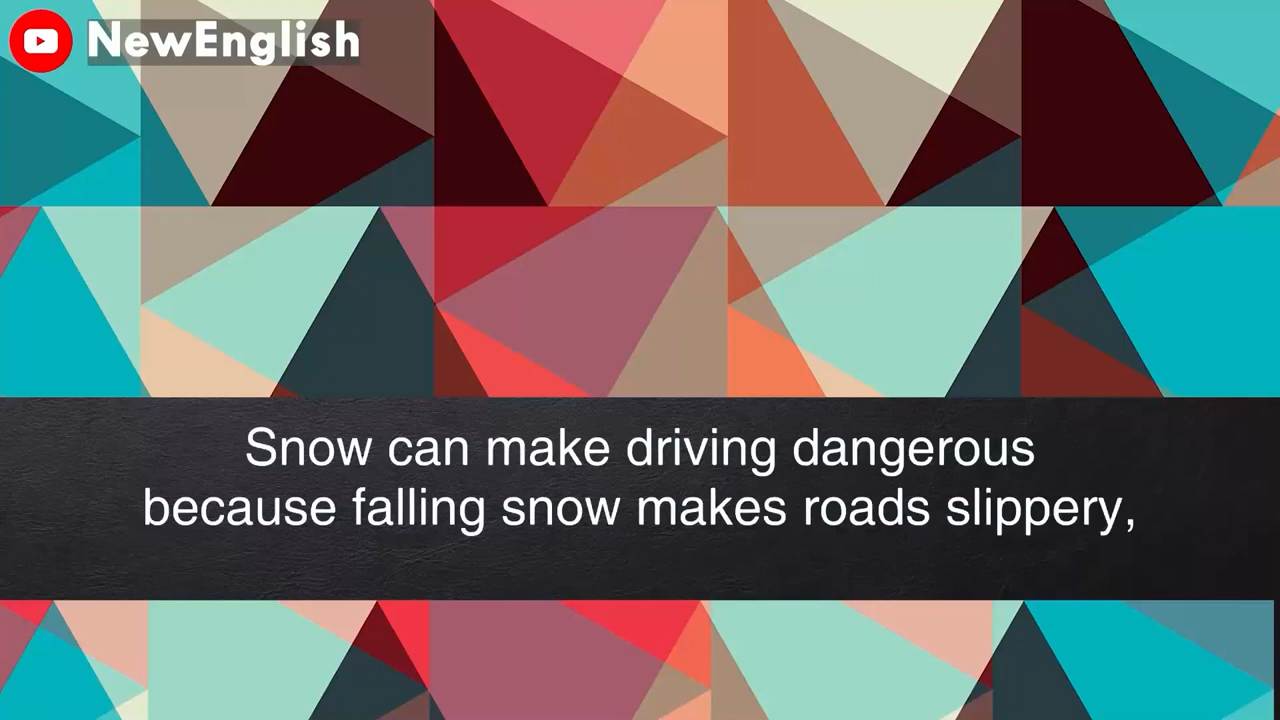 NewEnglish
Snow can make driving dangerous
because falling snow makes roads slippery,